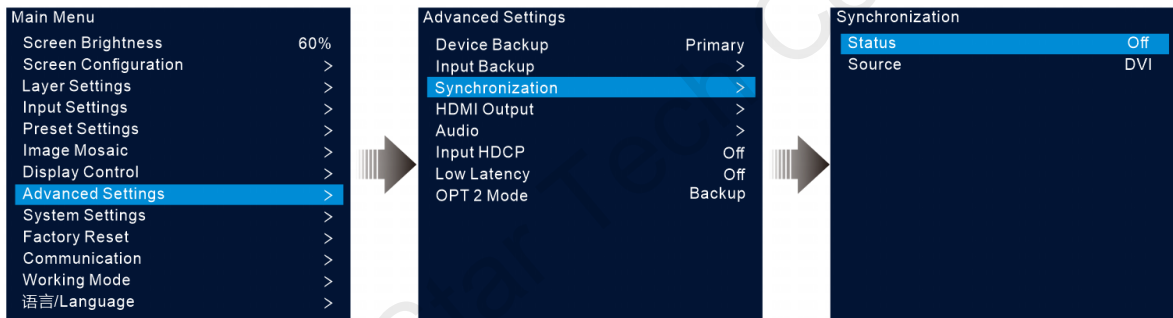 Main Menu
Screen Brightness 60%
Screen Configuration >
Layer Settings >
Input Settings >
Preset Settings >
Image Mosaic >
Display Control >
Advanced Settings >
System Settings >
Factory Reset >
Communication >
Working Mode >
语言/Language >
Advanced Settings
Device Backup Primary
Input Backup >
Synchronization >
HDMI Output >
Audio >
Input HDCP Off
Low Latency Off
OPT 2 Mode Backup
Synchronization
Status Off
Source DVI